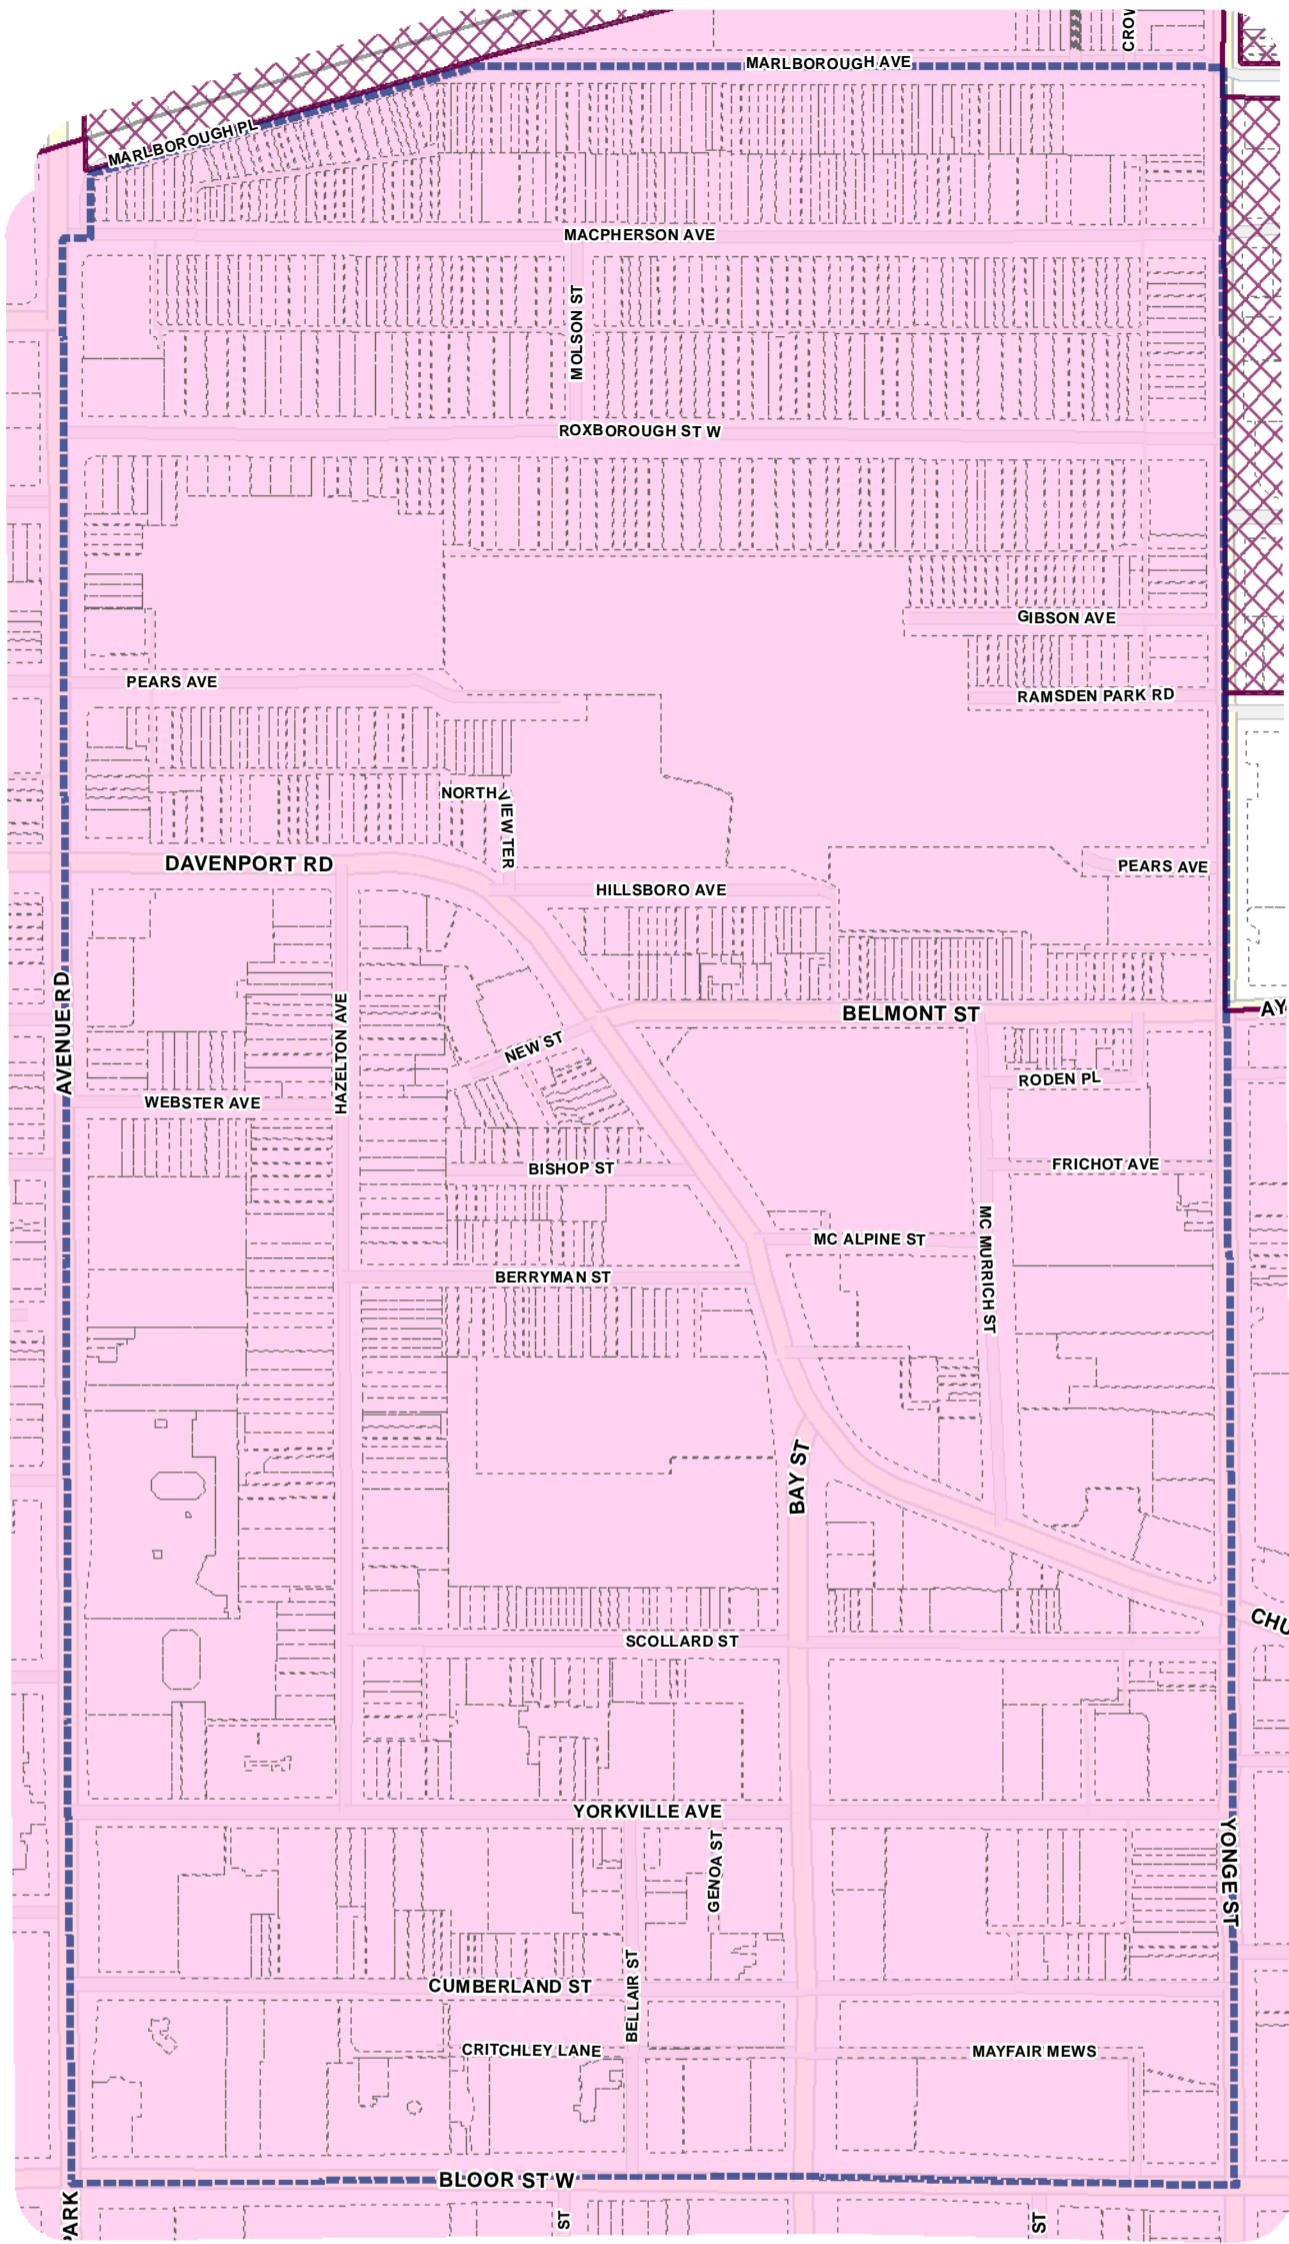 CROW
MARLBOROUGH AVE
MARLBOROUGH PL
MACPHERSON AVE
MOLSON ST
ROXBOROUGH ST W
GIBSON AVE
PEARS AVE
RAMSDEN PARK RD
NORTHVIEW TER
DAVENPORT RD
PEARS AVE
HILLSBORO AVE
AVENUE RD
HAZELTON AVE
BELMONT ST
AY
NEW ST
RODEN PL
WEBSTER AVE
BISHOP ST
FRICHOT AVE
MC ALPINE ST
MC MURRICH ST
BERRYMAN ST
BAY ST
CHU
SCOLLARD ST
YORKVILLE AVE
GENOA ST
YONGE ST
BELLAIR ST
CUMBERLAND ST
CRITCHLEY LANE
MAYFAIR MEWS
BLOOR ST W
PARK
ST
ST